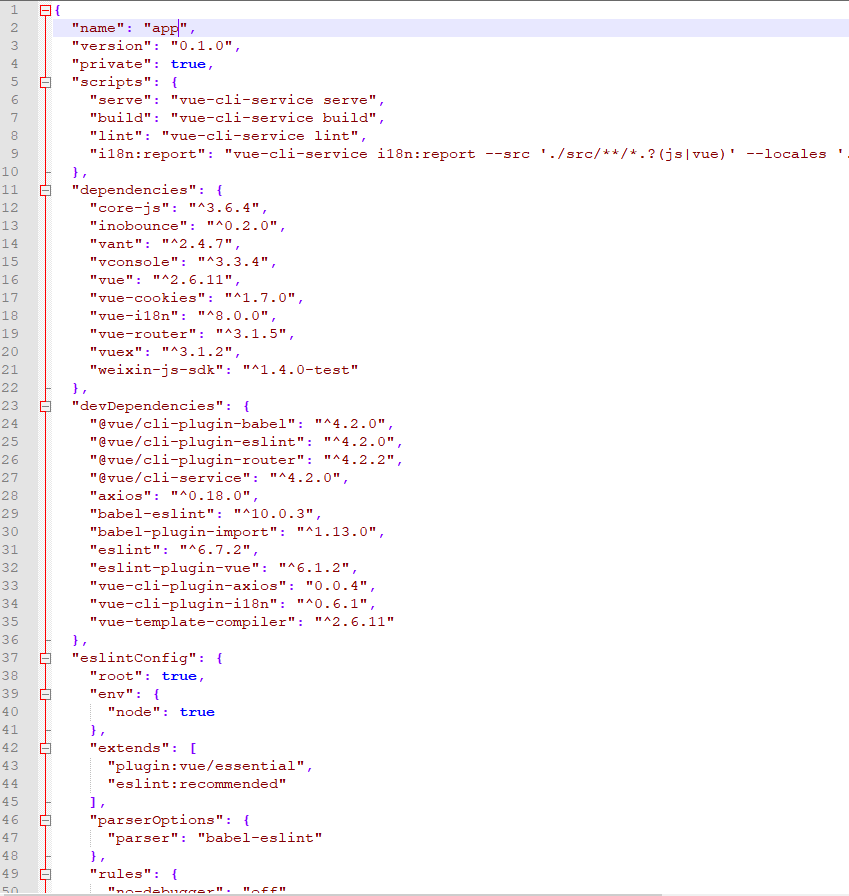 1 {
2 "name": "app",
3 "version": "0.1.0",
4 "private": true,
5 "scripts": {
6 "serve": "vue-cli-service serve",
7 "build": "vue-cli-service build",
8 "lint": "vue-cli-service lint",
9 "i18n:report": "vue-cli-service i18n:report --src './src/**/*.?(js|vue)' --locales '.
10 },
11 "dependencies": {
12 "core-js": "^3.6.4",
13 "inobounce": "^0.2.0",
14 "vant": "^2.4.7",
15 "vconsole": "^3.3.4",
16 "vue": "^2.6.11",
17 "vue-cookies": "^1.7.0",
18 "vue-i18n": "^8.0.0",
19 "vue-router": "^3.1.5",
20 "vuex": "^3.1.2",
21 "weixin-js-sdk": "^1.4.0-test"
22 },
23 "devDependencies": {
24 "@vue/cli-plugin-babel": "^4.2.0",
25 "@vue/cli-plugin-eslint": "^4.2.0",
26 "@vue/cli-plugin-router": "^4.2.2",
27 "@vue/cli-service": "^4.2.0",
28 "axios": "^0.18.0",
29 "babel-eslint": "^10.0.3",
30 "babel-plugin-import": "^1.13.0",
31 "eslint": "^6.7.2",
32 "eslint-plugin-vue": "^6.1.2",
33 "vue-cli-plugin-axios": "0.0.4",
34 "vue-cli-plugin-i18n": "^0.6.1",
35 "vue-template-compiler": "^2.6.11"
36 },
37 "eslintConfig": {
38 "root": true,
39 "env": {
40 "node": true
41 },
42 "extends": [
43 "plugin:vue/essential",
44 "eslint:recommended"
45 ],
46 "parserOptions": {
47 "parser": "babel-eslint"
48 },
49 "rules": {
50 "no-debugger": "off"